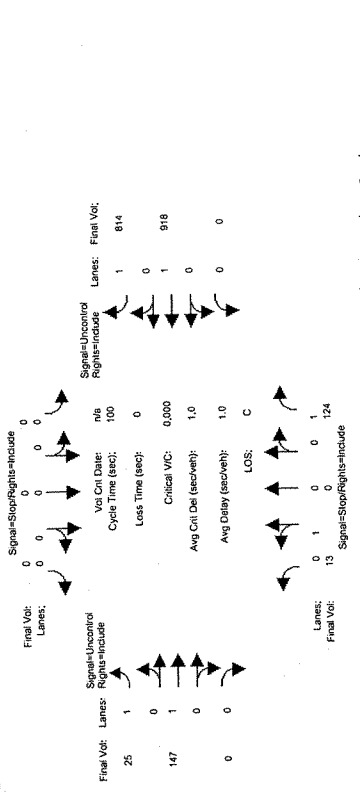 Signal=Stop/Rights=Include
Final Vol: 0 0 0
Lanes; 0 0 0 0 0
Signal=Uncontrol
Rights=Include
Final Vol: Lanes:
25 1
0
147 1
0
0 0
Vol Cnt Date: n/a
Cycle Time (sec); 100
Loss Time (sec): 0
Critical V/C: 0,000
Avg Crit Del (sec/veh): 1.0
Avg Delay (sec/veh): 1.0
LOS; C
Signal=Uncontrol
Rights=Include
Lanes: Final Vol;
1 814
0
1 918
0
0 0
Lanes; 0 1 0 0 1
Final Vol: 13 0 124
Signal=Stop/Rights=Include